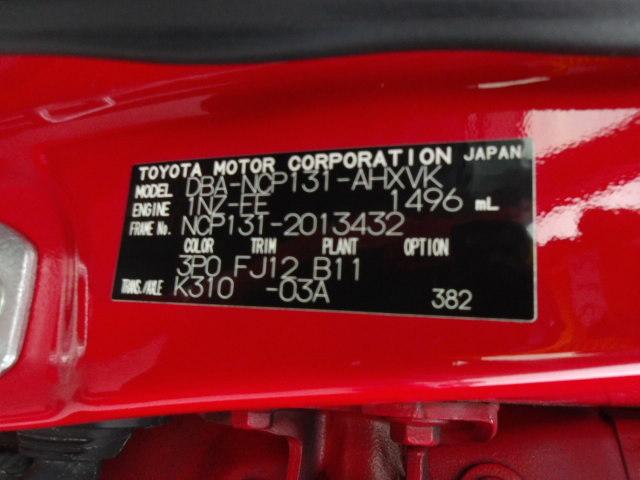 TOYOTA MOTOR CORPORATION JAPAN
MODEL DBA-NCP131-AHXVK
ENGINE 1NZ-FE 1496 mL
FRAME No. NCP131-2013432
COLOR TRIM PLANT OPTION
3P0 FJ12 B11
TRANS./AXLE K310 -03A 382